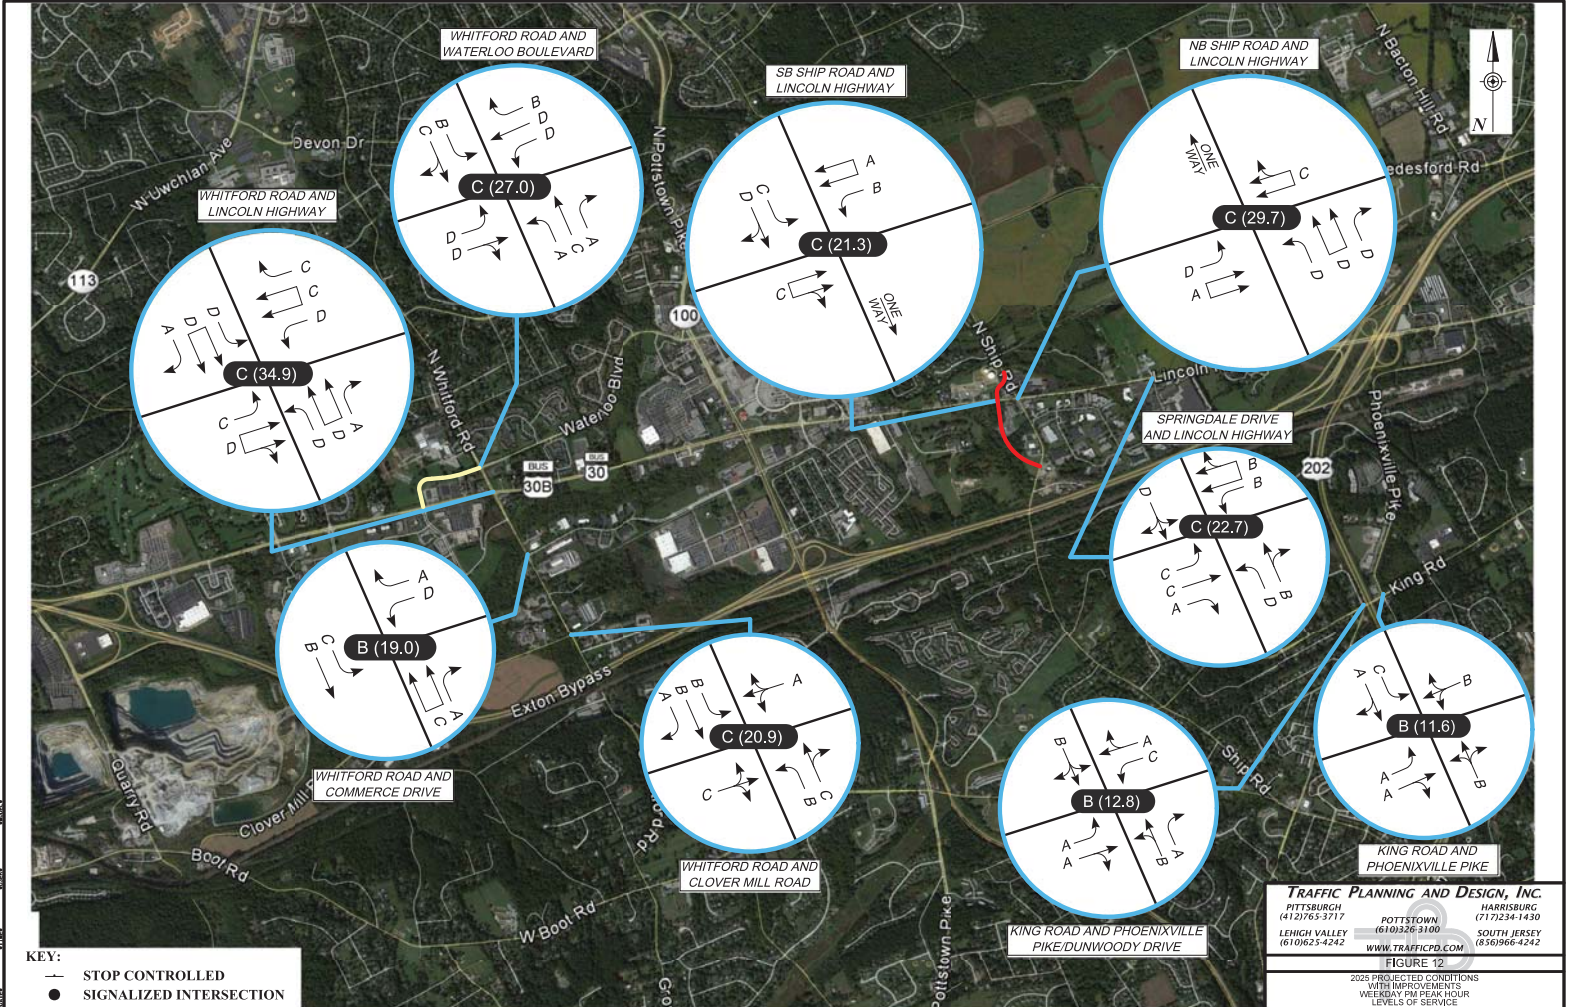 WHITFORD ROAD AND
WATERLOO BOULEVARD
B
D
D
B
C
C (27.0)
D
D
A
C
A
SB SHIP ROAD AND
LINCOLN HIGHWAY
A
B
C
D
C (21.3)
C
ONE
WAY
NB SHIP ROAD AND
LINCOLN HIGHWAY
ONE
WAY
C
C (29.7)
D
A
D
D
D
N
WHITFORD ROAD AND
LINCOLN HIGHWAY
C
C
D
D
D
A
C (34.9)
C
D
A
D
D
SPRINGDALE DRIVE
AND LINCOLN HIGHWAY
B
B
D
C (22.7)
C
C
A
B
D
A
D
C
B
B (19.0)
A
C
WHITFORD ROAD AND
COMMERCE DRIVE
A
B
B
A
C (20.9)
C
C
B
WHITFORD ROAD AND
CLOVER MILL ROAD
A
C
B
B (12.8)
A
A
A
B
KING ROAD AND PHOENIXVILLE
PIKE/DUNWOODY DRIVE
B
C
A
B (11.6)
A
A
B
KING ROAD AND
PHOENIXVILLE PIKE
W Uwchlan Ave
Devon Dr
N Pottstown Pike
N Bacton Hill Rd
edesford Rd
113
100
N Whitford Rd
Waterloo Blvd
N Ship Rd
Lincoln
BUS
30B
BUS
30
202
Phoenixville Pike
King Rd
Exton Bypass
Quarry Rd
Clover Mill
Boot Rd
W Boot Rd
ord Rd
Pottstown Pike
Ship Rd
Gro
KEY:
STOP CONTROLLED
SIGNALIZED INTERSECTION
TRAFFIC PLANNING AND DESIGN, INC.
PITTSBURGH
(412)765-3717
HARRISBURG
(717)234-1430
POTTSTOWN
(610)326-3100
LEHIGH VALLEY
(610)625-4242
SOUTH JERSEY
(856)966-4242
WWW.TRAFFICPD.COM
FIGURE 12
2025 PROJECTED CONDITIONS
WITH IMPROVEMENTS
WEEKDAY PM PEAK HOUR
LEVELS OF SERVICE